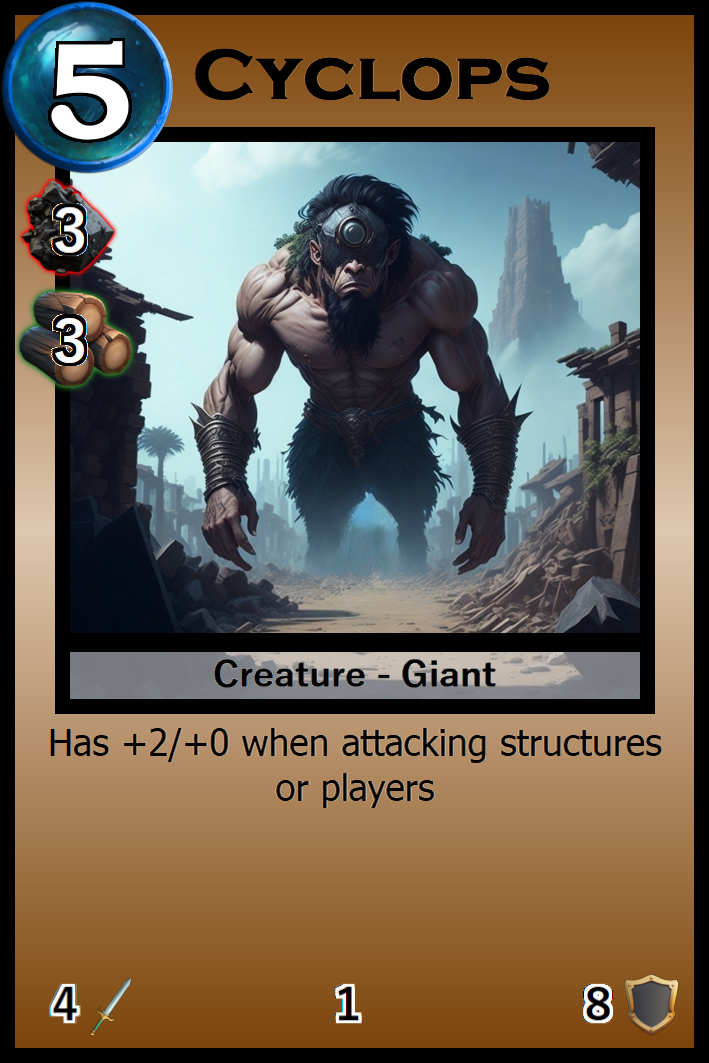 5
Cyclops
3
3
Creature - Giant
Has +2/+0 when attacking structures
or players
4
1
8